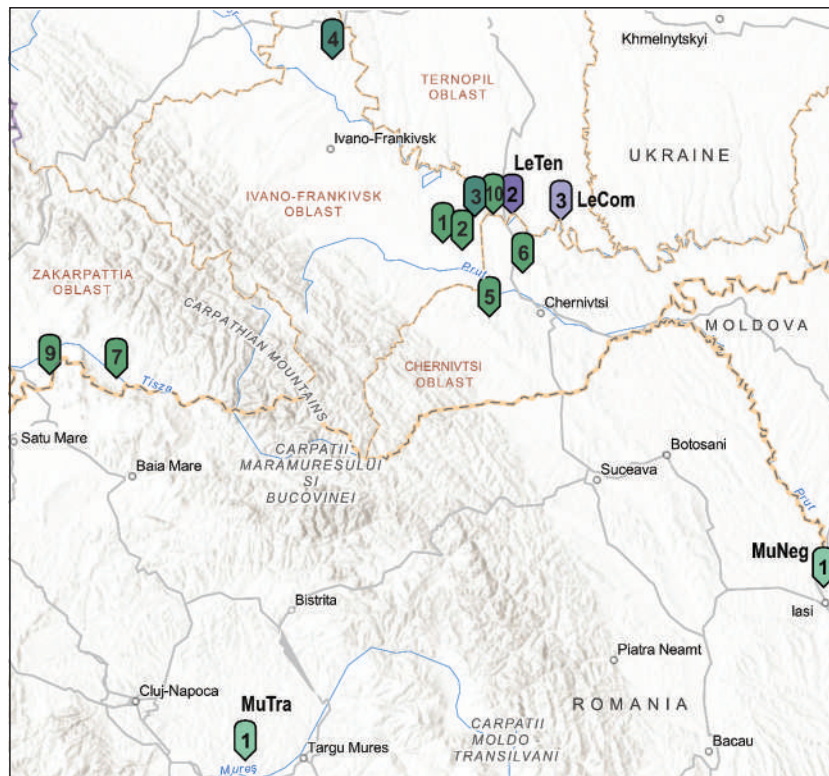 Khmelnytskyi
4
TERNOPIL
OBLAST
Ivano-Frankivsk
UKRAINE
LeTen
IVANO-FRANKIVSK
OBLAST
3
10
2
3
LeCom
1
2
6
ZAKARPATTIA
OBLAST
Prut
5
Chernivtsi
CARPATHIAN MOUNTAINS
MOLDOVA
9
7
Tisza
CHERNIVTSI
OBLAST
Satu Mare
Baia Mare
CARPATII
MARAMURESULUI
SI
BUCOVINEI
Botosani
Suceava
Prut
MuNeg
1
Iasi
Bistrita
Piatra Neamt
Cluj-Napoca
MuTra
ROMANIA
1
Targu Mures
CARPATII
MOLDO-
TRANSILVANI
Bacau
Mureș